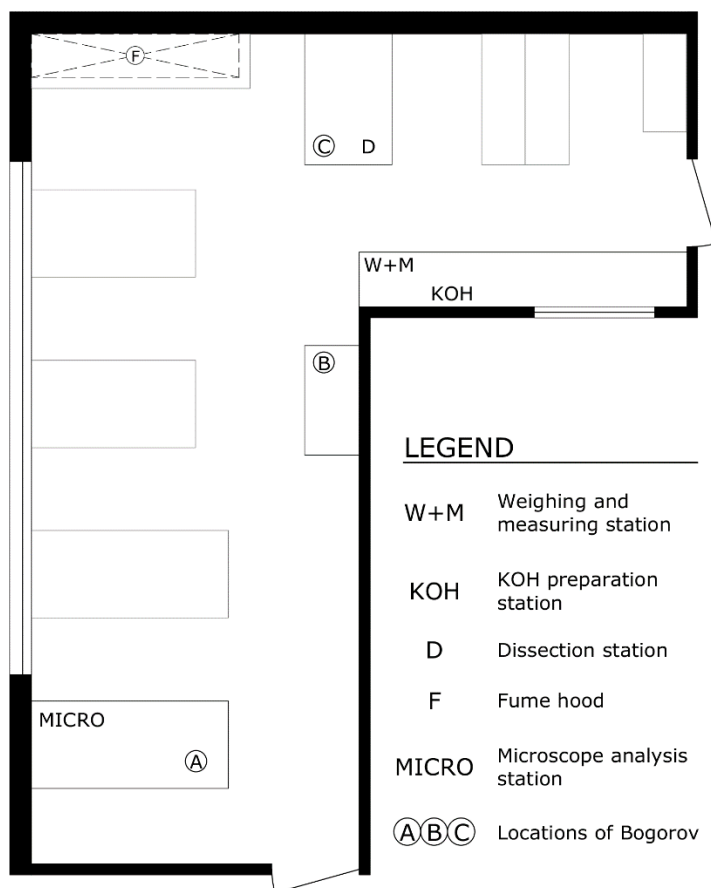 F
C D
W+M
KOH
B
MICRO
A
LEGEND
W+M Weighing and
measuring station
KOH KOH preparation
station
D Dissection station
F Fume hood
MICRO Microscope analysis
station
ABC Locations of Bogorov